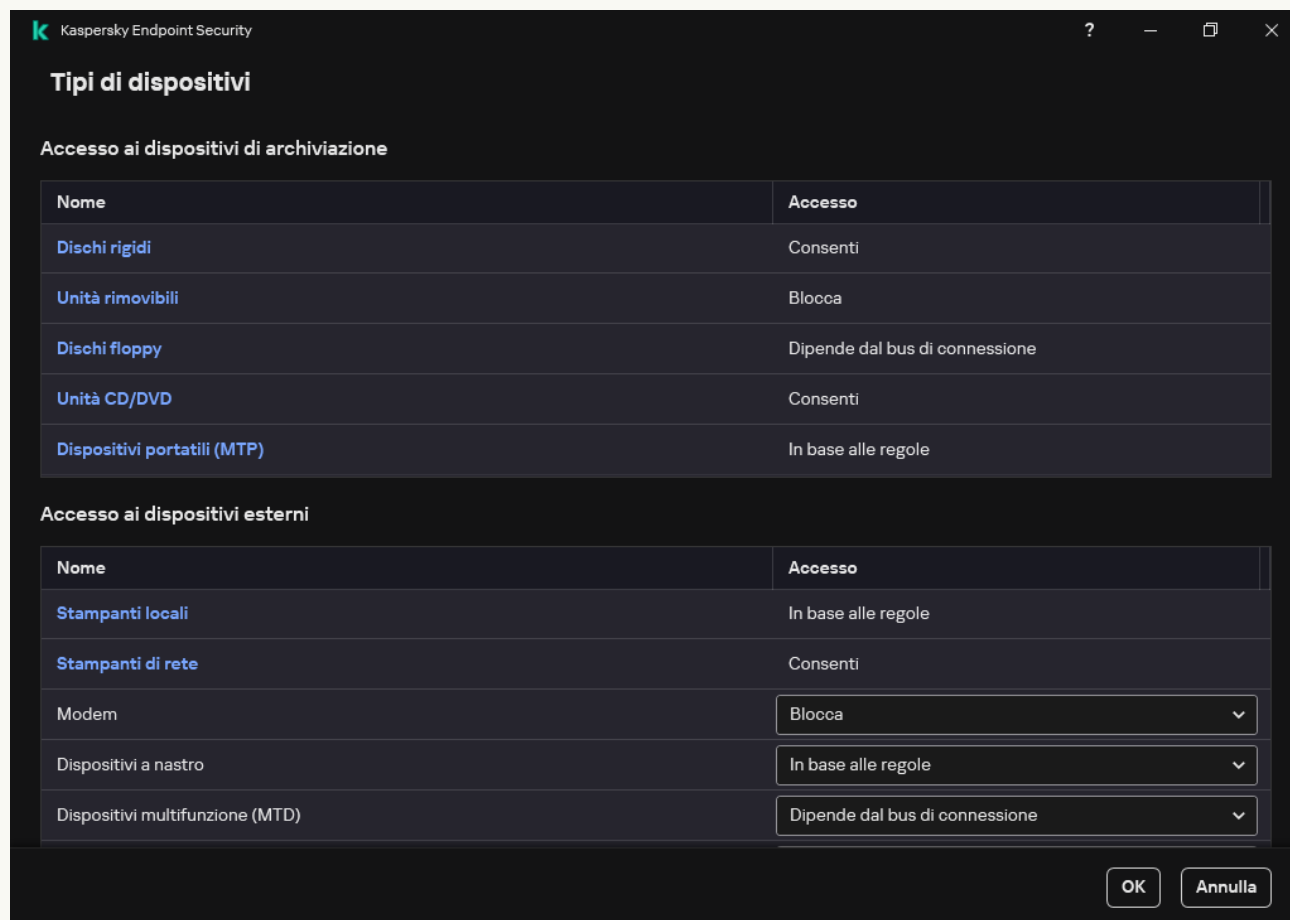 Kaspersky Endpoint Security ?
Tipi di dispositivi
Accesso ai dispositivi di archiviazione
Nome Accesso
Dischi rigidi Consenti
Unità rimovibili Blocca
Dischi floppy Dipende dal bus di connessione
Unità CD/DVD Consenti
Dispositivi portatili (MTP) In base alle regole
Accesso ai dispositivi esterni
Nome Accesso
Stampanti locali In base alle regole
Stampanti di rete Consenti
Modem Blocca
Dispositivi a nastro In base alle regole
Dispositivi multifunzione (MTD) Dipende dal bus di connessione
OK Annulla